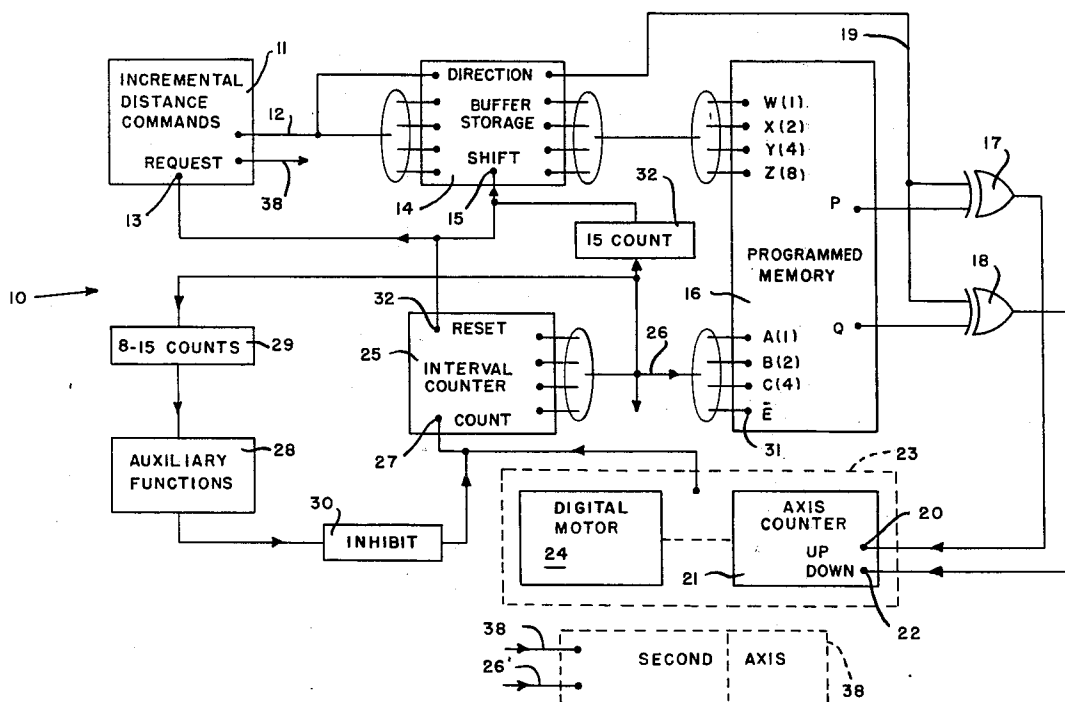 11
INCREMENTAL
DISTANCE
COMMANDS
12
REQUEST
38
13
DIRECTION
BUFFER
STORAGE
SHIFT
14
15
32
15 COUNT
19
W(1)
X(2)
Y(4)
Z(8)
P
PROGRAMMED
MEMORY
16
Q
A(1)
B(2)
C(4)
E̅
31
17
18
10
8-15 COUNTS
29
32
RESET
25
INTERVAL
COUNTER
COUNT
27
26
AUXILIARY
FUNCTIONS
28
30
INHIBIT
23
DIGITAL
MOTOR
24
AXIS
COUNTER
UP
DOWN
20
21
22
38
26'
SECOND AXIS
38